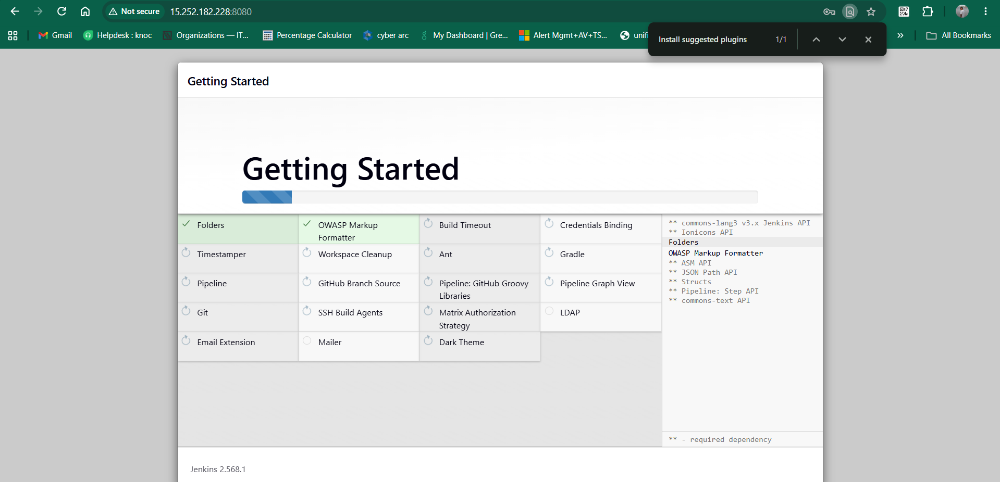 Not secure
15.252.182.228:8080
Gmail
Helpdesk : knoc
Organizations — IT...
Percentage Calculator
cyber arc
My Dashboard | Gre...
Alert Mgmt+AV+TS...
unifi
All Bookmarks
Install suggested plugins
1/1
Getting Started
Getting Started
Folders
OWASP Markup
Formatter
Build Timeout
Credentials Binding
Timestamper
Workspace Cleanup
Ant
Gradle
Pipeline
GitHub Branch Source
Pipeline: GitHub Groovy
Libraries
Pipeline Graph View
Git
SSH Build Agents
Matrix Authorization
Strategy
LDAP
Email Extension
Mailer
Dark Theme
** commons-lang3 v3.x Jenkins API
** Ionicons API
Folders
OWASP Markup Formatter
** ASM API
** JSON Path API
** Structs
** Pipeline: Step API
** commons-text API
** - required dependency
Jenkins 2.568.1